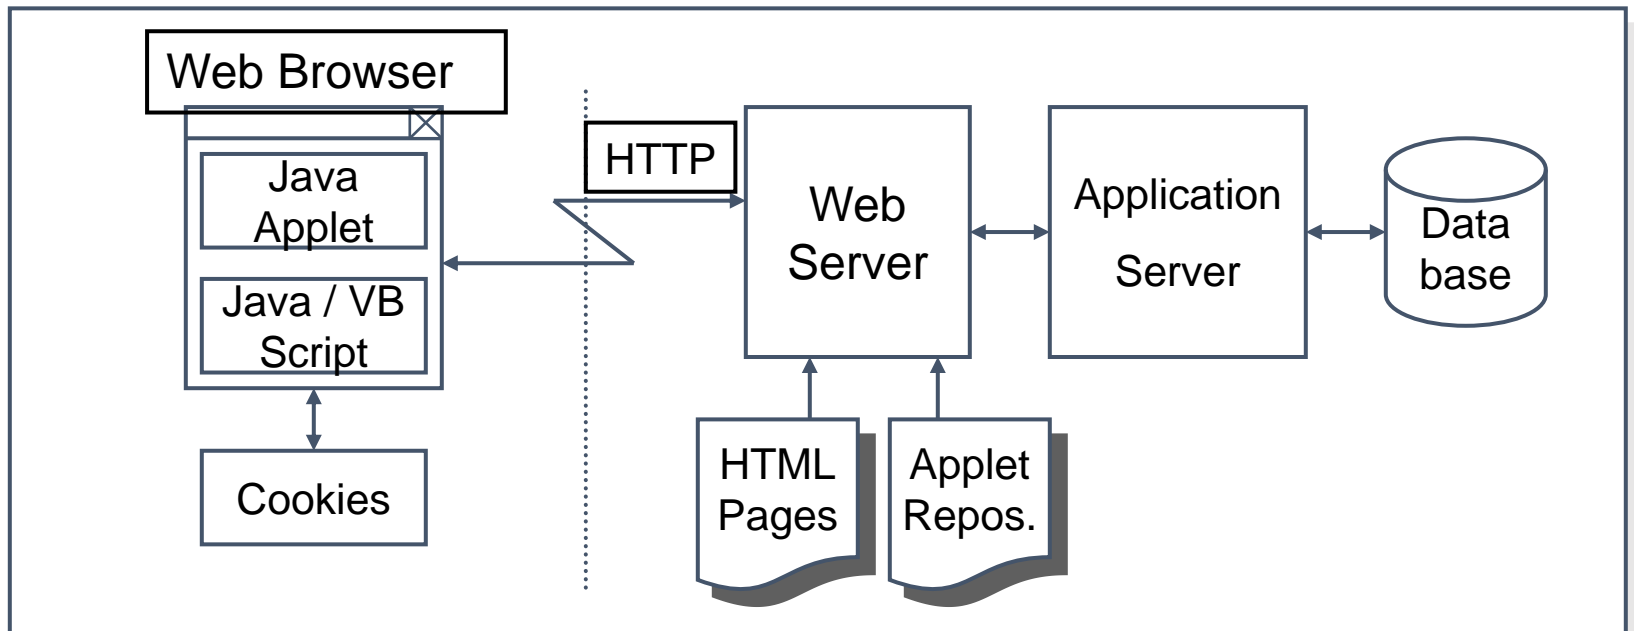 Web Browser
Java
Applet
Java / VB
Script
Cookies
HTTP
Web
Server
Application
Server
Data
base
HTML
Pages
Applet
Repos.